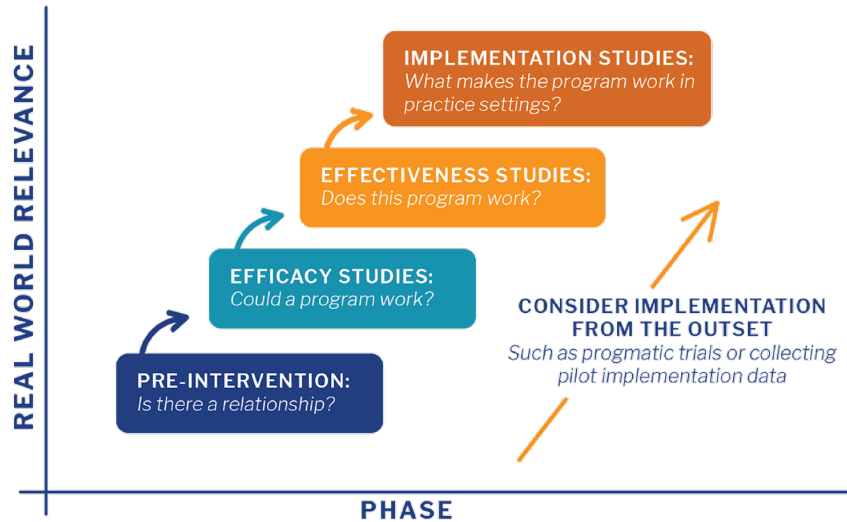 REAL WORLD RELEVANCE
IMPLEMENTATION STUDIES:
What makes the program work in
practice settings?
EFFECTIVENESS STUDIES:
Does this program work?
EFFICACY STUDIES:
Could a program work?
PRE-INTERVENTION:
Is there a relationship?
CONSIDER IMPLEMENTATION
FROM THE OUTSET
Such as progmatic trials or collecting
pilot implementation data
PHASE